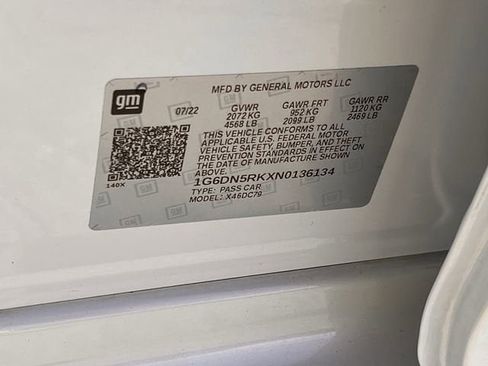 MFD BY GENERAL MOTORS LLC
gm
07/22 GVWR GAWR FRT GAWR RR
2072 KG 952 KG 1120 KG
4568 LB 2099 LB 2469 LB
THIS VEHICLE CONFORMS TO ALL
APPLICABLE U.S. FEDERAL MOTOR
VEHICLE SAFETY, BUMPER, AND THEFT
PREVENTION STANDARDS IN EFFECT ON
THE DATE OF MANUFACTURE SHOWN
ABOVE.
140X
1G6DN5RKXN0136134
TYPE: PASS CAR
MODEL: X46DC79